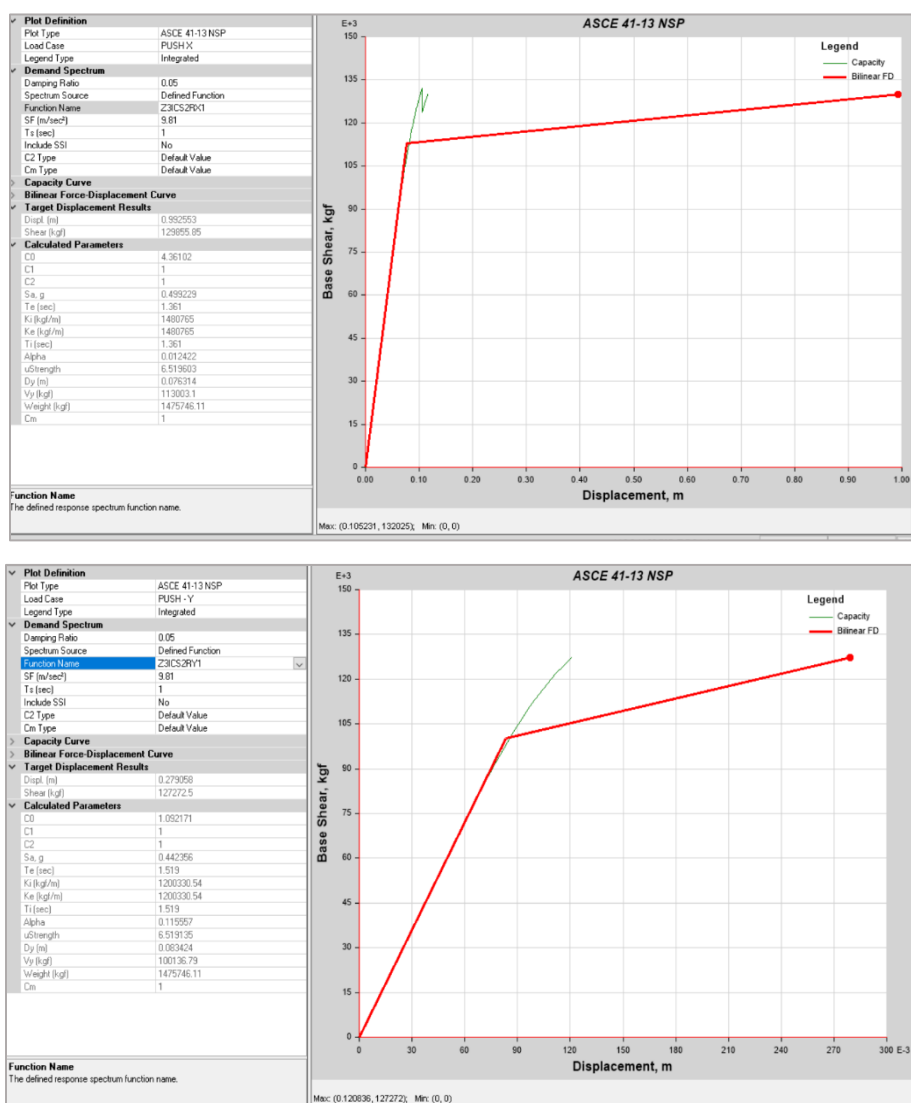 Plot Definition
Plot Type ASCE 41-13 NSP
Load Case PUSH X
Legend Type Integrated
Demand Spectrum
Damping Ratio 0.05
Spectrum Source Defined Function
Function Name Z3ICS2RX1
SF (m/sec²) 9.81
Ts (sec) 1
Include SSI No
C2 Type Default Value
Cm Type Default Value
Capacity Curve
Bilinear Force-Displacement Curve
Target Displacement Results
Displ. (m) 0.992553
Shear (kgf) 129855.85
Calculated Parameters
C0 4.36102
C1 1
C2 1
Sa, g 0.499229
Te (sec) 1.361
Ki (kgf/m) 1480765
Ke (kgf/m) 1480765
Ti (sec) 1.361
Alpha 0.012422
uStrength 6.519603
Dy (m) 0.076314
Vy (kgf) 113003.1
Weight (kgf) 1475746.11
Cm 1
Function Name
The defined response spectrum function name.
ASCE 41-13 NSP
E+3
Legend
Capacity
Bilinear FD
150
135
120
105
90
75
60
45
30
15
0
Base Shear, kgf
0.00 0.10 0.20 0.30 0.40 0.50 0.60 0.70 0.80 0.90 1.00
Displacement, m
Max: (0.105231, 132025); Min: (0, 0)
Plot Definition
Plot Type ASCE 41-13 NSP
Load Case PUSH - Y
Legend Type Integrated
Demand Spectrum
Damping Ratio 0.05
Spectrum Source Defined Function
Function Name Z3ICS2RY1
SF (m/sec²) 9.81
Ts (sec) 1
Include SSI No
C2 Type Default Value
Cm Type Default Value
Capacity Curve
Bilinear Force-Displacement Curve
Target Displacement Results
Displ. (m) 0.279058
Shear (kgf) 127272.5
Calculated Parameters
C0 1.092171
C1 1
C2 1
Sa, g 0.442356
Te (sec) 1.519
Ki (kgf/m) 1200330.54
Ke (kgf/m) 1200330.54
Ti (sec) 1.519
Alpha 0.115557
uStrength 6.519135
Dy (m) 0.083424
Vy (kgf) 100136.79
Weight (kgf) 1475746.11
Cm 1
Function Name
The defined response spectrum function name.
ASCE 41-13 NSP
E+3
Legend
Capacity
Bilinear FD
150
135
120
105
90
75
60
45
30
15
0
Base Shear, kgf
0 30 60 90 120 150 180 210 240 270 300 E-3
Displacement, m
Max: (0.120836, 127272); Min: (0, 0)